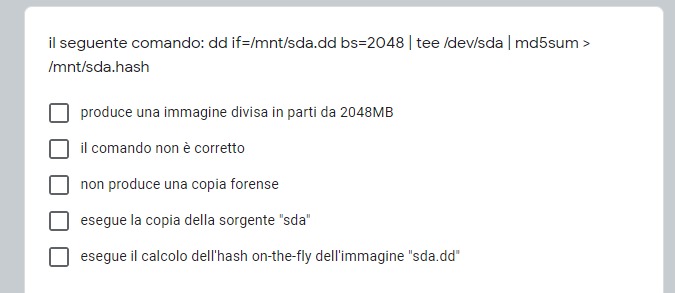 il seguente comando: dd if=/mnt/sda.dd bs=2048 | tee /dev/sda | md5sum >
/mnt/sda.hash
produce una immagine divisa in parti da 2048MB
il comando non è corretto
non produce una copia forense
esegue la copia della sorgente "sda"
esegue il calcolo dell'hash on-the-fly dell'immagine "sda.dd"